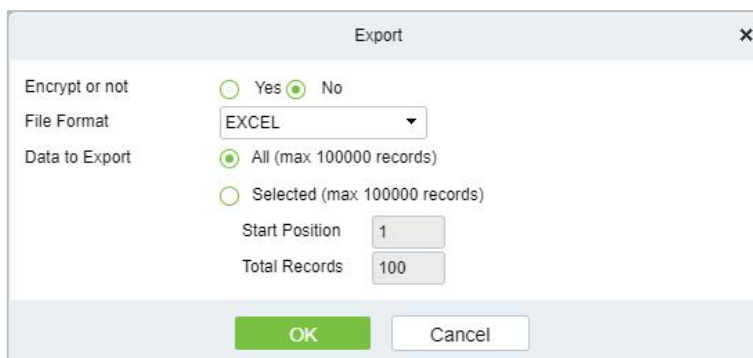 Export
Encrypt or not Yes No
File Format EXCEL
Data to Export All (max 100000 records)
Selected (max 100000 records)
Start Position 1
Total Records 100
OK Cancel